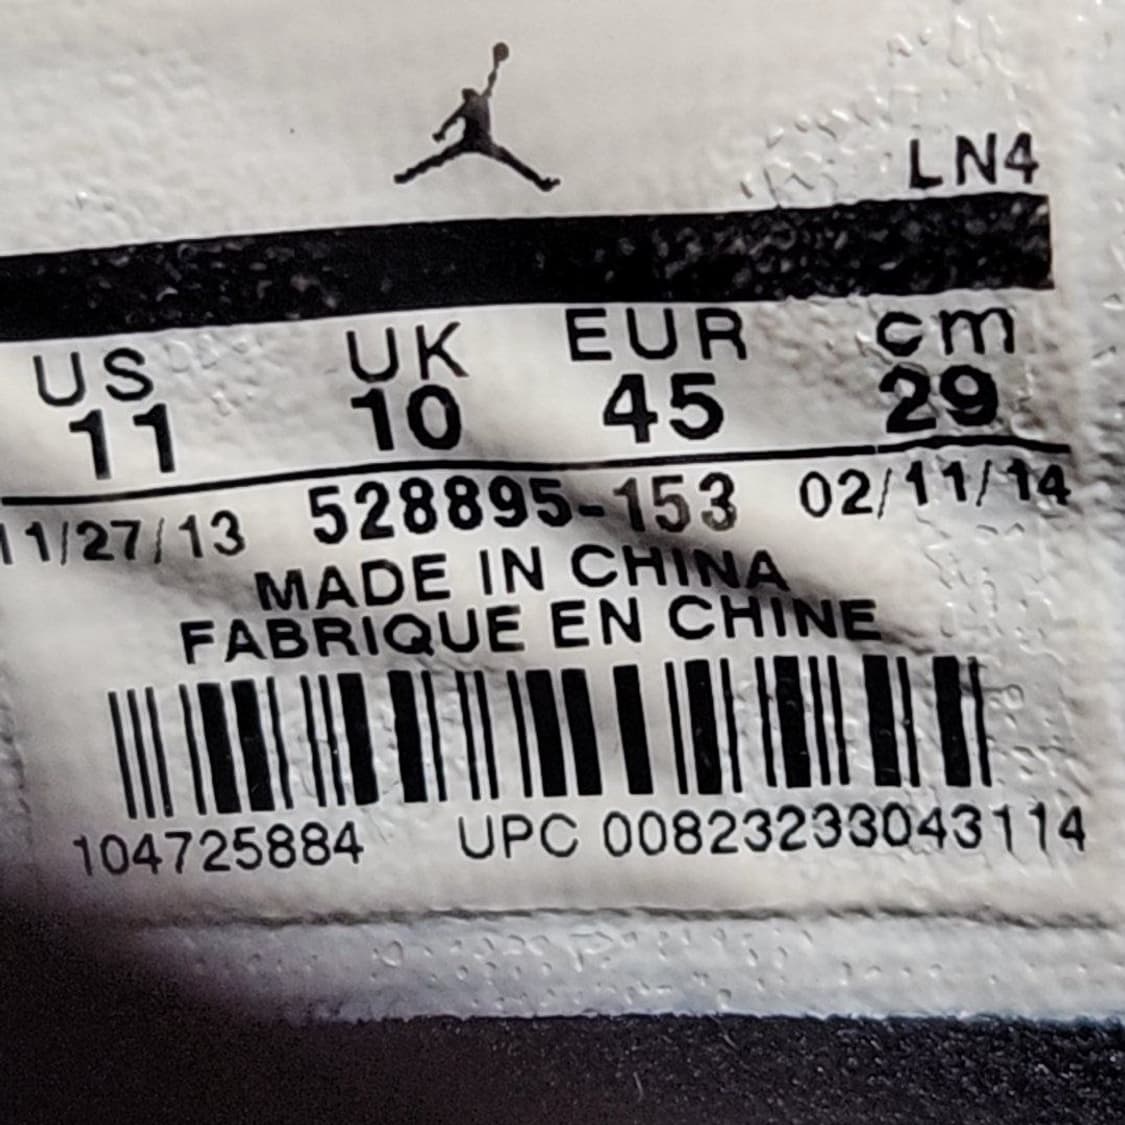 LN4
US UK EUR cm
11 10 45 29
11/27/13 528895-153 02/11/14
MADE IN CHINA
FABRIQUE EN CHINE
104725884 UPC 00823233043114